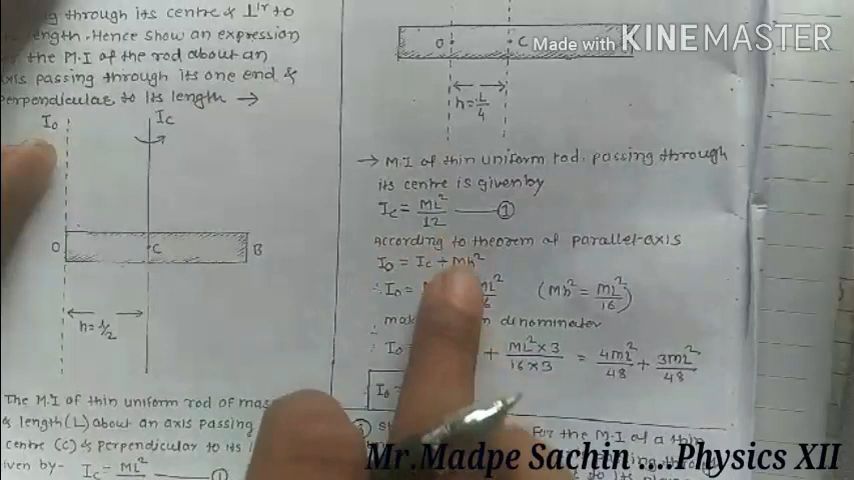 g through its centre & ⊥ʳ to
length. Hence show an expression
the M.I of the rod about an
axis passing through its one end &
perpendicular to its length →
I₀
Ic
O
C
B
h = L/2
The M.I of thin uniform rod of mass
& length (L) about an axis passing
centre (C) & perpendicular to its
given by- Ic = ML² ——— ①
O
C
h = L/4
→ M.I of thin uniform rod. passing through
its centre is given by
Ic = ML²/12 ——— ①
According to theorem of parallel-axis
I₀ = Ic + Mh²
∴ I₀ = (Mh² = ML²/16)
denominator
∴ I₀ = + ML² × 3/16 × 3 = 4ML²/48 + 3ML²/48
I₀ =
For the M.I of a thin
Made with KINEMASTER
Mr.Madpe Sachin ....Physics XII